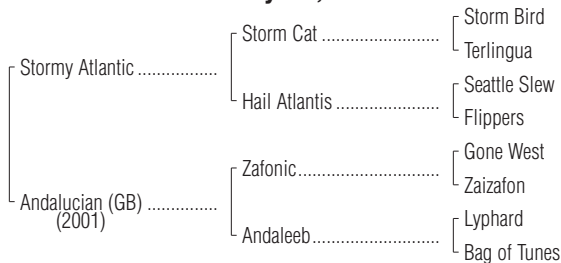 Storm Bird
Storm Cat ........................
Terlingua
Stormy Atlantic ................
Seattle Slew
Hail Atlantis .....................
Flippers
Gone West
Zafonic............................
Zaizafon
Andalucian (GB) ..............
(2001)
Lyphard
Andaleeb.........................
Bag of Tunes